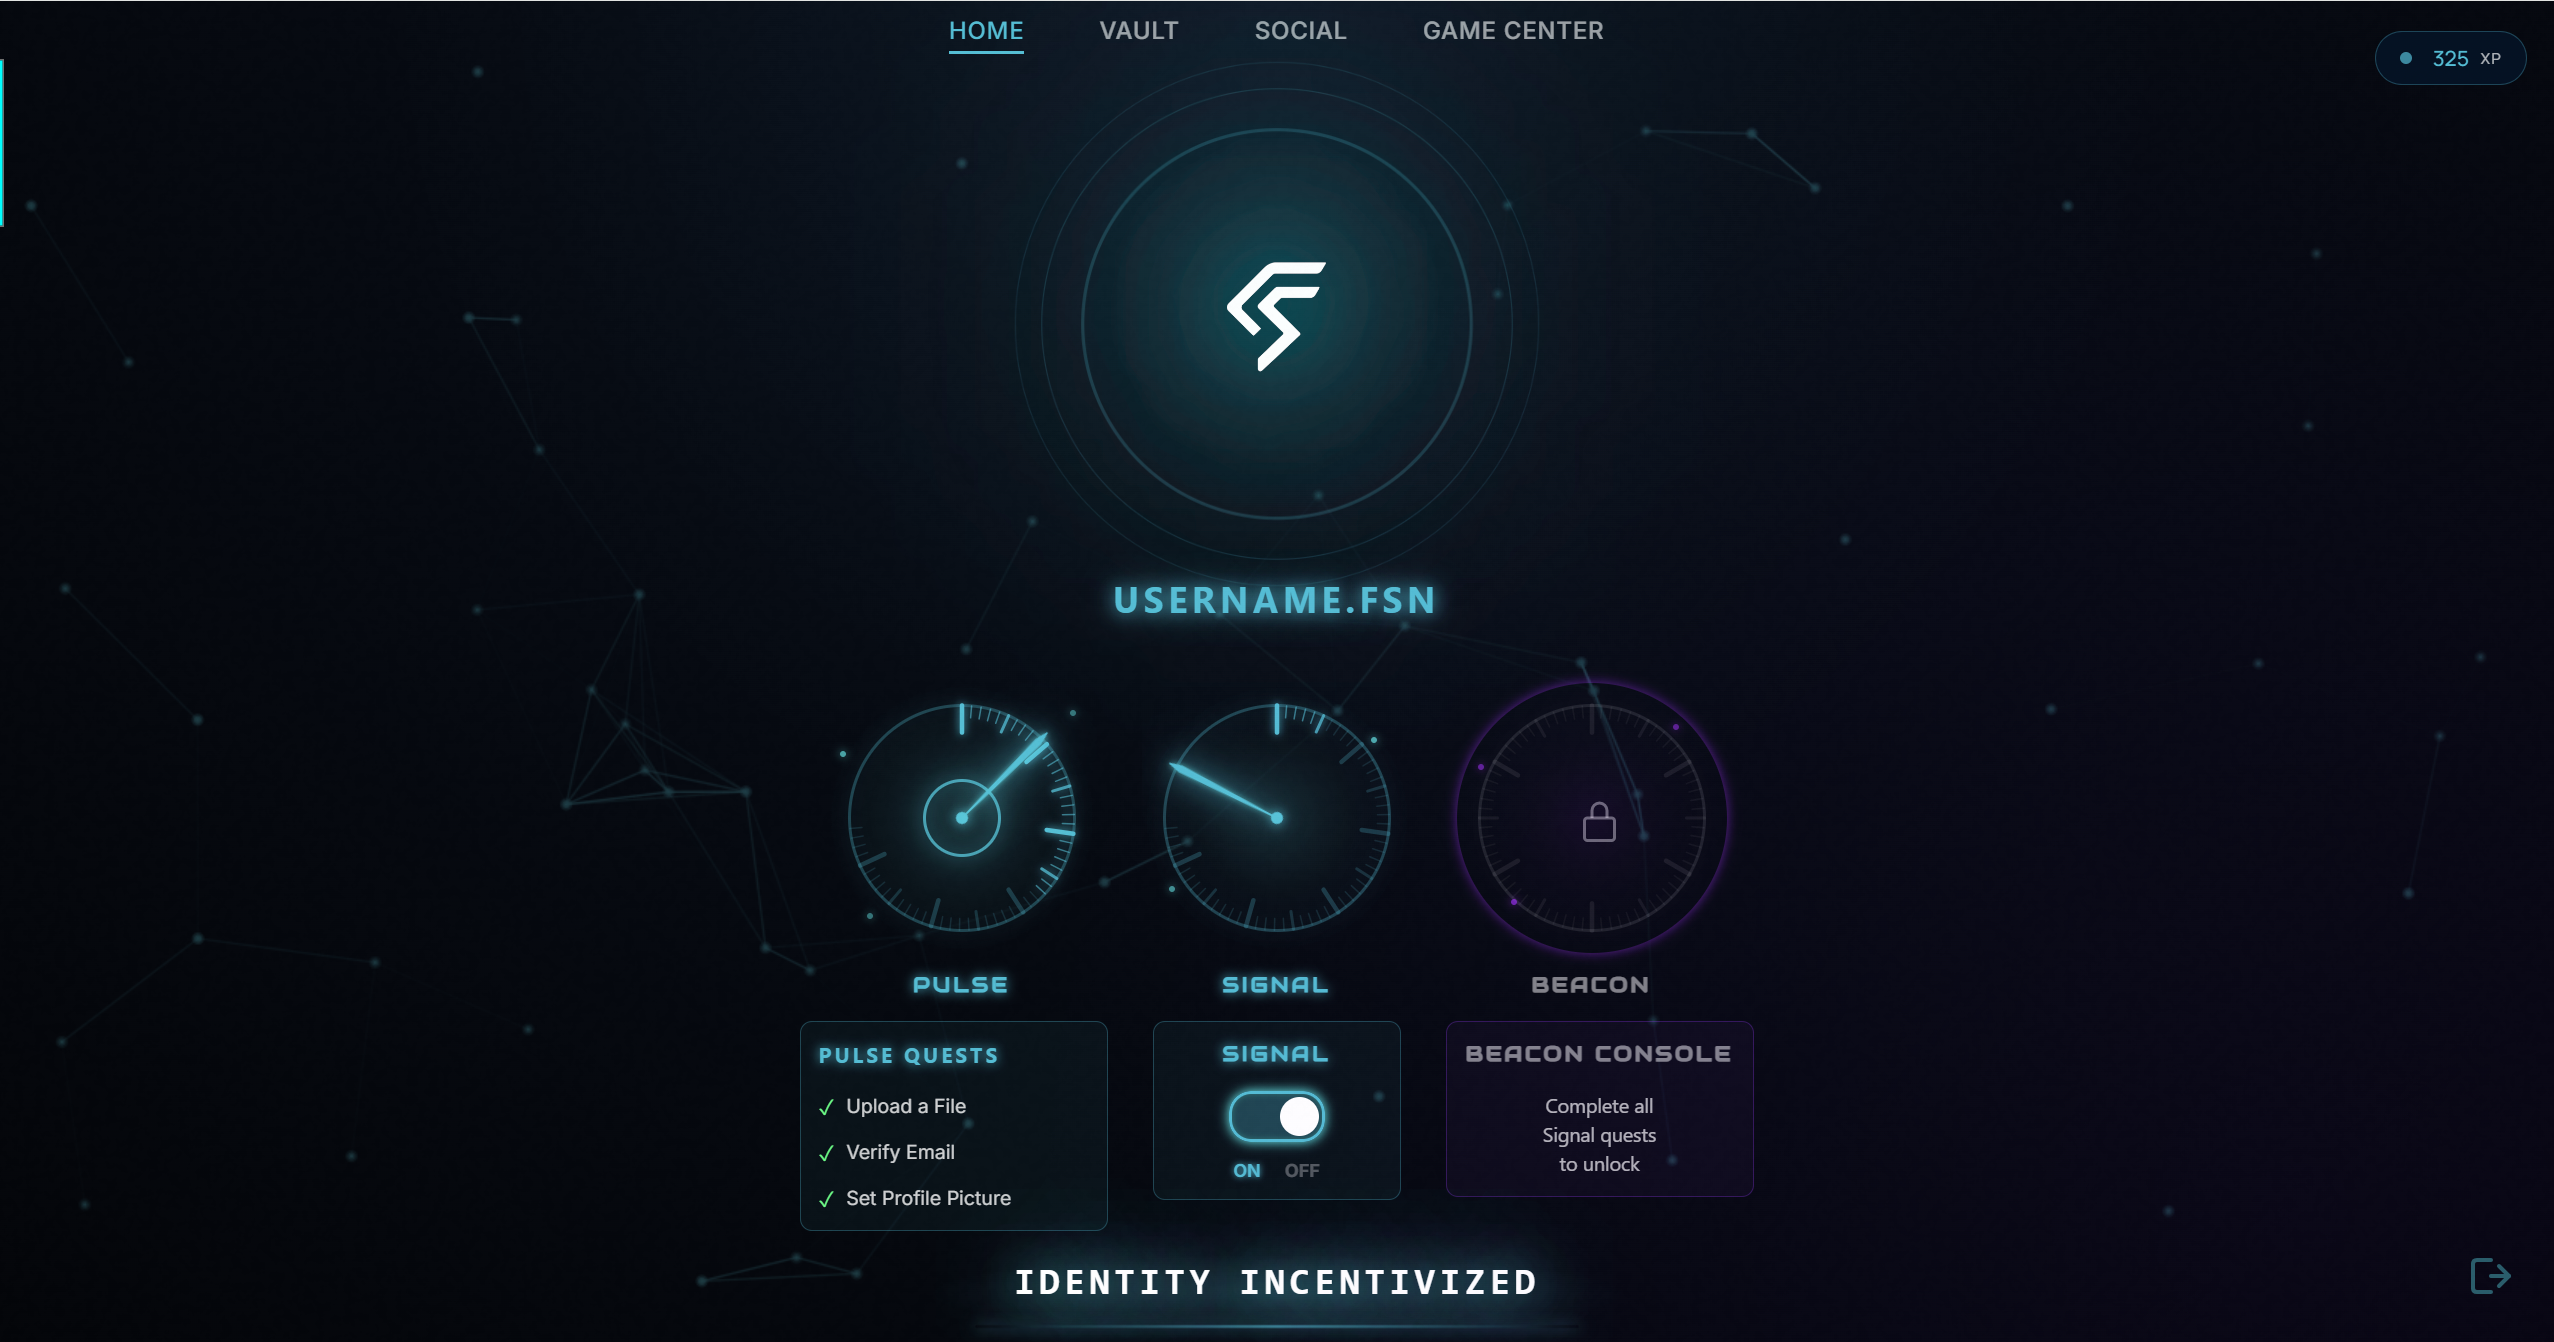 HOME VAULT SOCIAL GAME CENTER
325 XP
USERNAME.FSN
PULSE SIGNAL BEACON
PULSE QUESTS
✓ Upload a File
✓ Verify Email
✓ Set Profile Picture
SIGNAL
ON OFF
BEACON CONSOLE
Complete all
Signal quests
to unlock
IDENTITY INCENTIVIZED